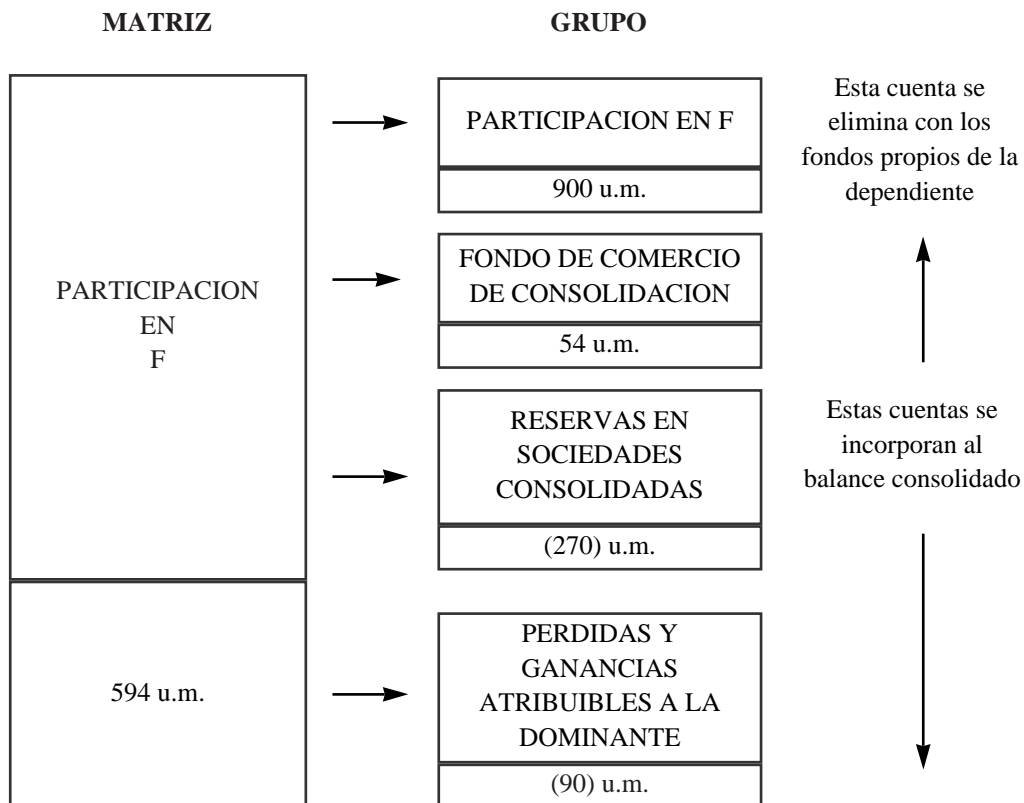 MATRIZ
GRUPO
PARTICIPACION
EN
F
594 u.m.
PARTICIPACION EN F
900 u.m.
FONDO DE COMERCIO
DE CONSOLIDACION
54 u.m.
RESERVAS EN
SOCIEDADES
CONSOLIDADAS
(270) u.m.
PERDIDAS Y
GANANCIAS
ATRIBUIBLES A LA
DOMINANTE
(90) u.m.
Esta cuenta se
elimina con los
fondos propios de la
dependiente
Estas cuentas se
incorporan al
balance consolidado